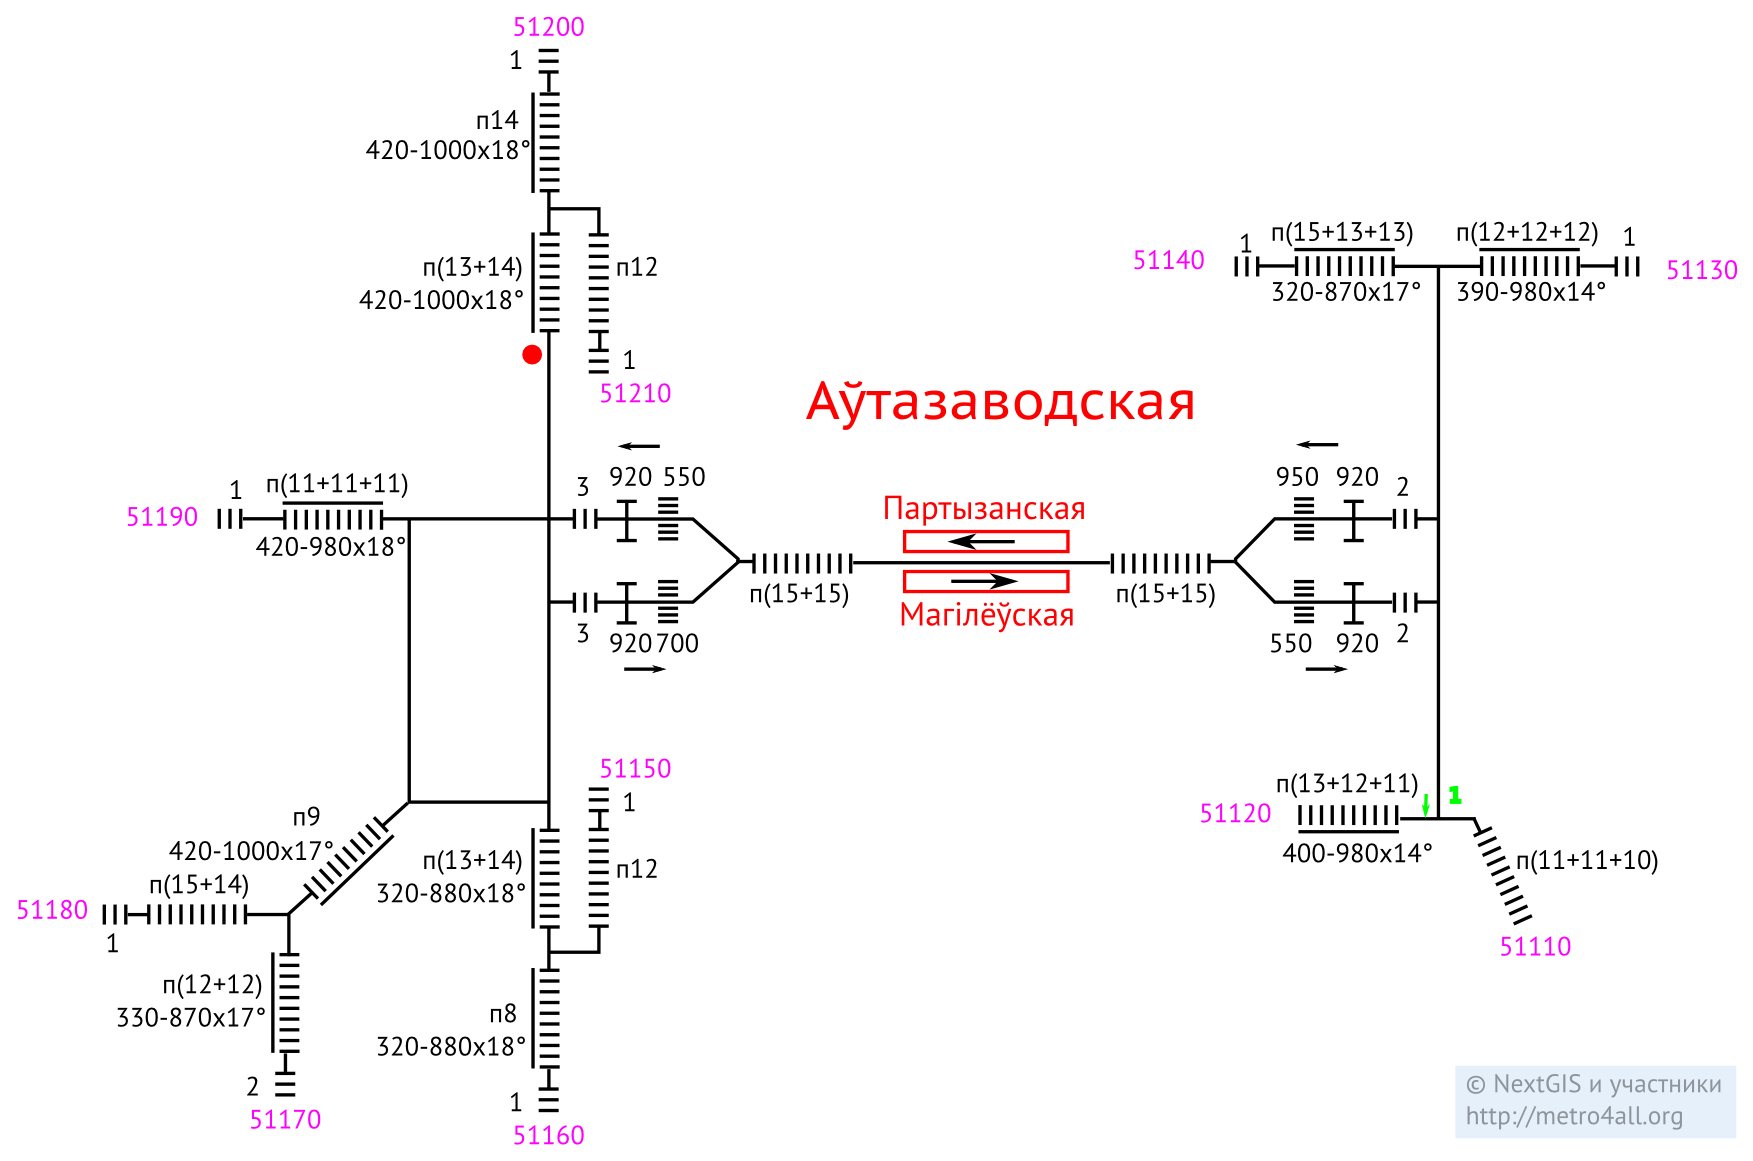 51200
1
п14
420-1000x18°
п(13+14)
420-1000x18°
п12
1
51210
51140
1
п(15+13+13)
320-870x17°
п(12+12+12)
390-980x14°
1
51130
Аўтазаводская
51190
1
п(11+11+11)
420-980x18°
3
920
550
3
920
700
п(15+15)
Партызанская
Магілёўская
п(15+15)
950
920
2
550
920
2
51150
1
п9
420-1000x17°
п(15+14)
51180
1
п(12+12)
330-870x17°
2
51170
п(13+14)
320-880x18°
п12
п8
320-880x18°
1
51160
п(13+12+11)
51120
400-980x14°
1
п(11+11+10)
51110
© NextGIS и участники
http://metro4all.org